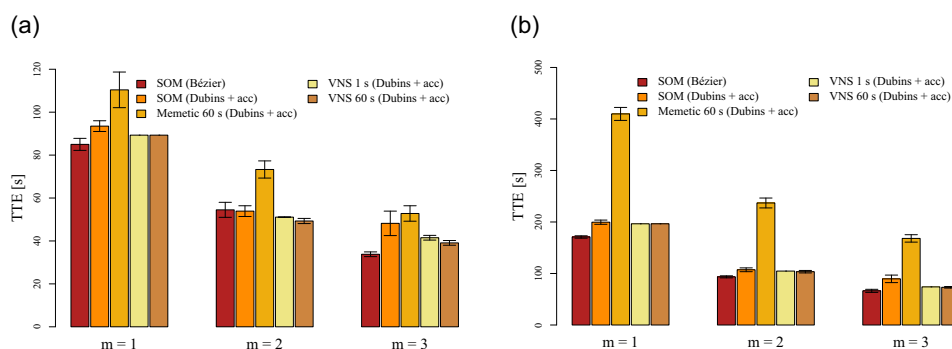 (a)
(b)
TTE [s]
120
100
80
60
40
20
0
SOM (Bézier)
SOM (Dubins + acc)
Memetic 60 s (Dubins + acc)
VNS 1 s (Dubins + acc)
VNS 60 s (Dubins + acc)
m = 1
m = 2
m = 3
TTE [s]
500
400
300
200
100
0
SOM (Bézier)
SOM (Dubins + acc)
Memetic 60 s (Dubins + acc)
VNS 1 s (Dubins + acc)
VNS 60 s (Dubins + acc)
m = 1
m = 2
m = 3